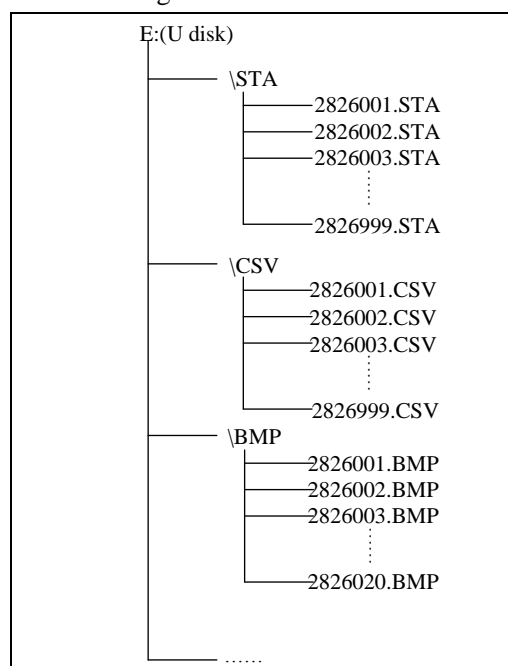 E:(U disk)
\STA
2826001.STA
2826002.STA
2826003.STA
2826999.STA
\CSV
2826001.CSV
2826002.CSV
2826003.CSV
2826999.CSV
\BMP
2826001.BMP
2826002.BMP
2826003.BMP
2826020.BMP
......